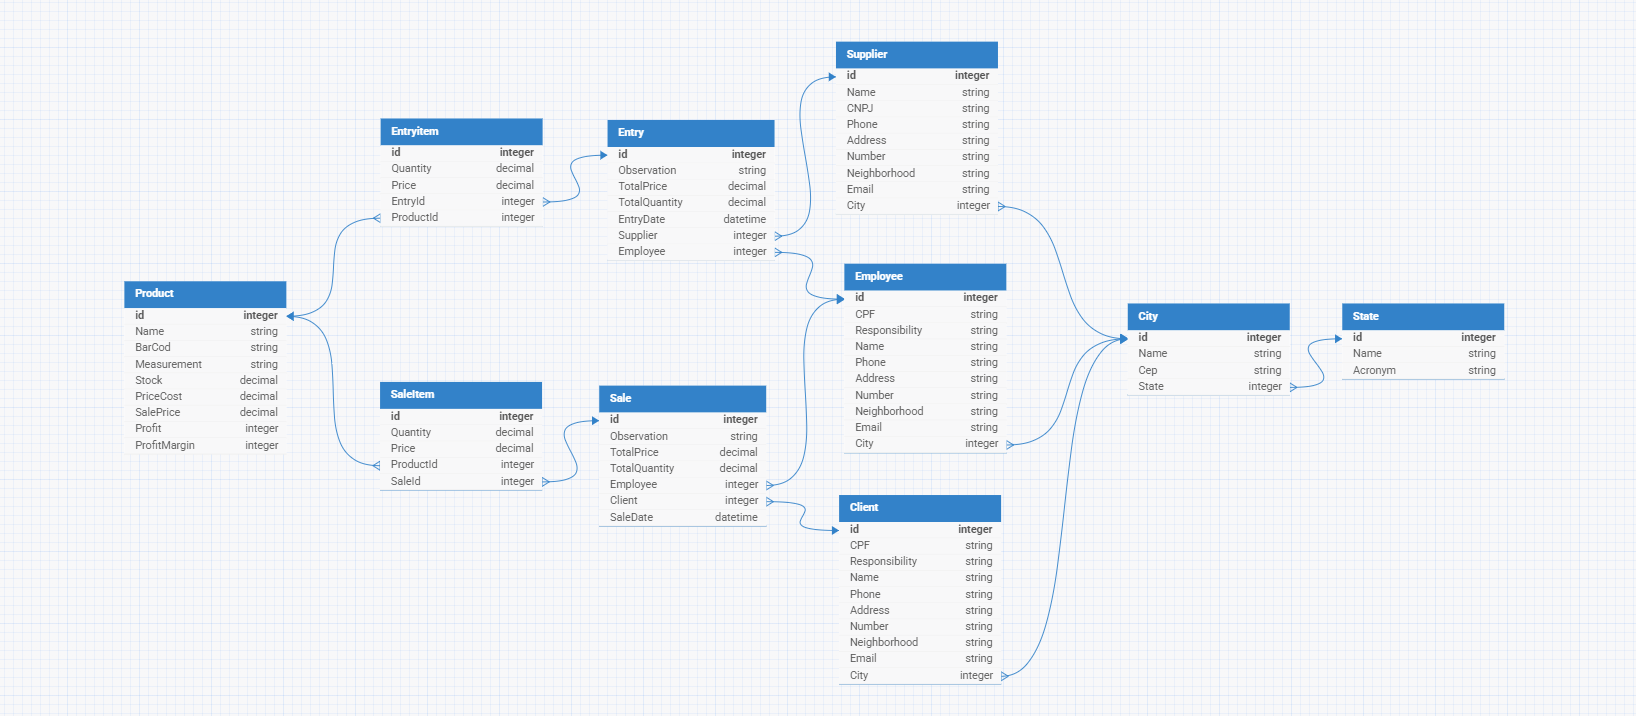 Supplier
id integer
Name string
CNPJ string
Phone string
Address string
Number string
Neighborhood string
Email string
City integer
Entryitem
id integer
Quantity decimal
Price decimal
EntryId integer
ProductId integer
Entry
id integer
Observation string
TotalPrice decimal
TotalQuantity decimal
EntryDate datetime
Supplier integer
Employee integer
Employee
id integer
CPF string
Responsibility string
Name string
Phone string
Address string
Number string
Neighborhood string
Email string
City integer
Product
id integer
Name string
BarCod string
Measurement string
Stock decimal
PriceCost decimal
SalePrice decimal
Profit integer
ProfitMargin integer
City
id integer
Name string
Cep string
State integer
State
id integer
Name string
Acronym string
SaleItem
id integer
Quantity decimal
Price decimal
ProductId integer
SaleId integer
Sale
id integer
Observation string
TotalPrice decimal
TotalQuantity decimal
Employee integer
Client integer
SaleDate datetime
Client
id integer
CPF string
Responsibility string
Name string
Phone string
Address string
Number string
Neighborhood string
Email string
City integer